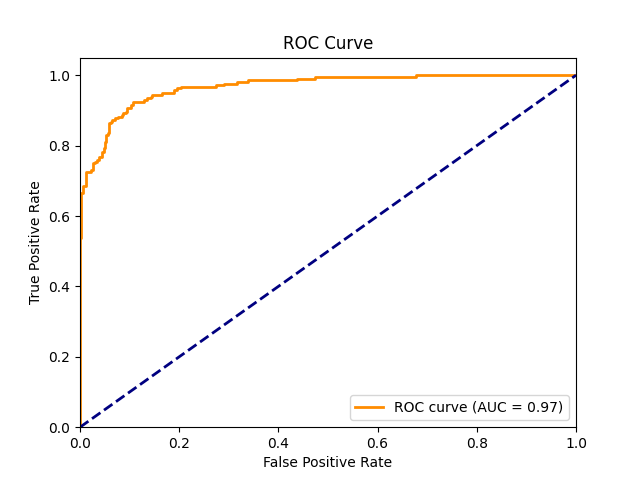 ROC Curve
True Positive Rate
1.0
0.8
0.6
0.4
0.2
0.0
0.0 0.2 0.4 0.6 0.8 1.0
False Positive Rate
ROC curve (AUC = 0.97)